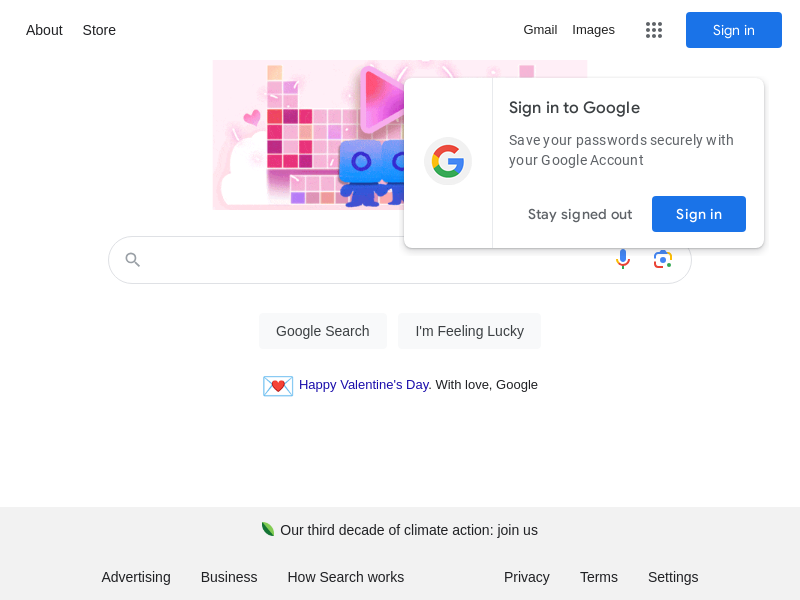 About Store Gmail Images Sign in
Sign in to Google
Save your passwords securely with
your Google Account
Stay signed out Sign in
Google Search I'm Feeling Lucky
Happy Valentine's Day. With love, Google
Our third decade of climate action: join us
Advertising Business How Search works Privacy Terms Settings